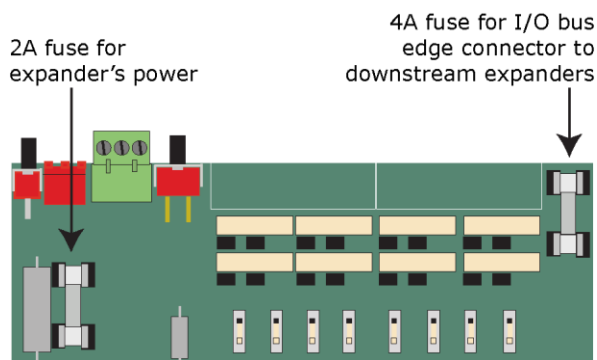 2A fuse for
expander's power
4A fuse for I/O bus
edge connector to
downstream expanders